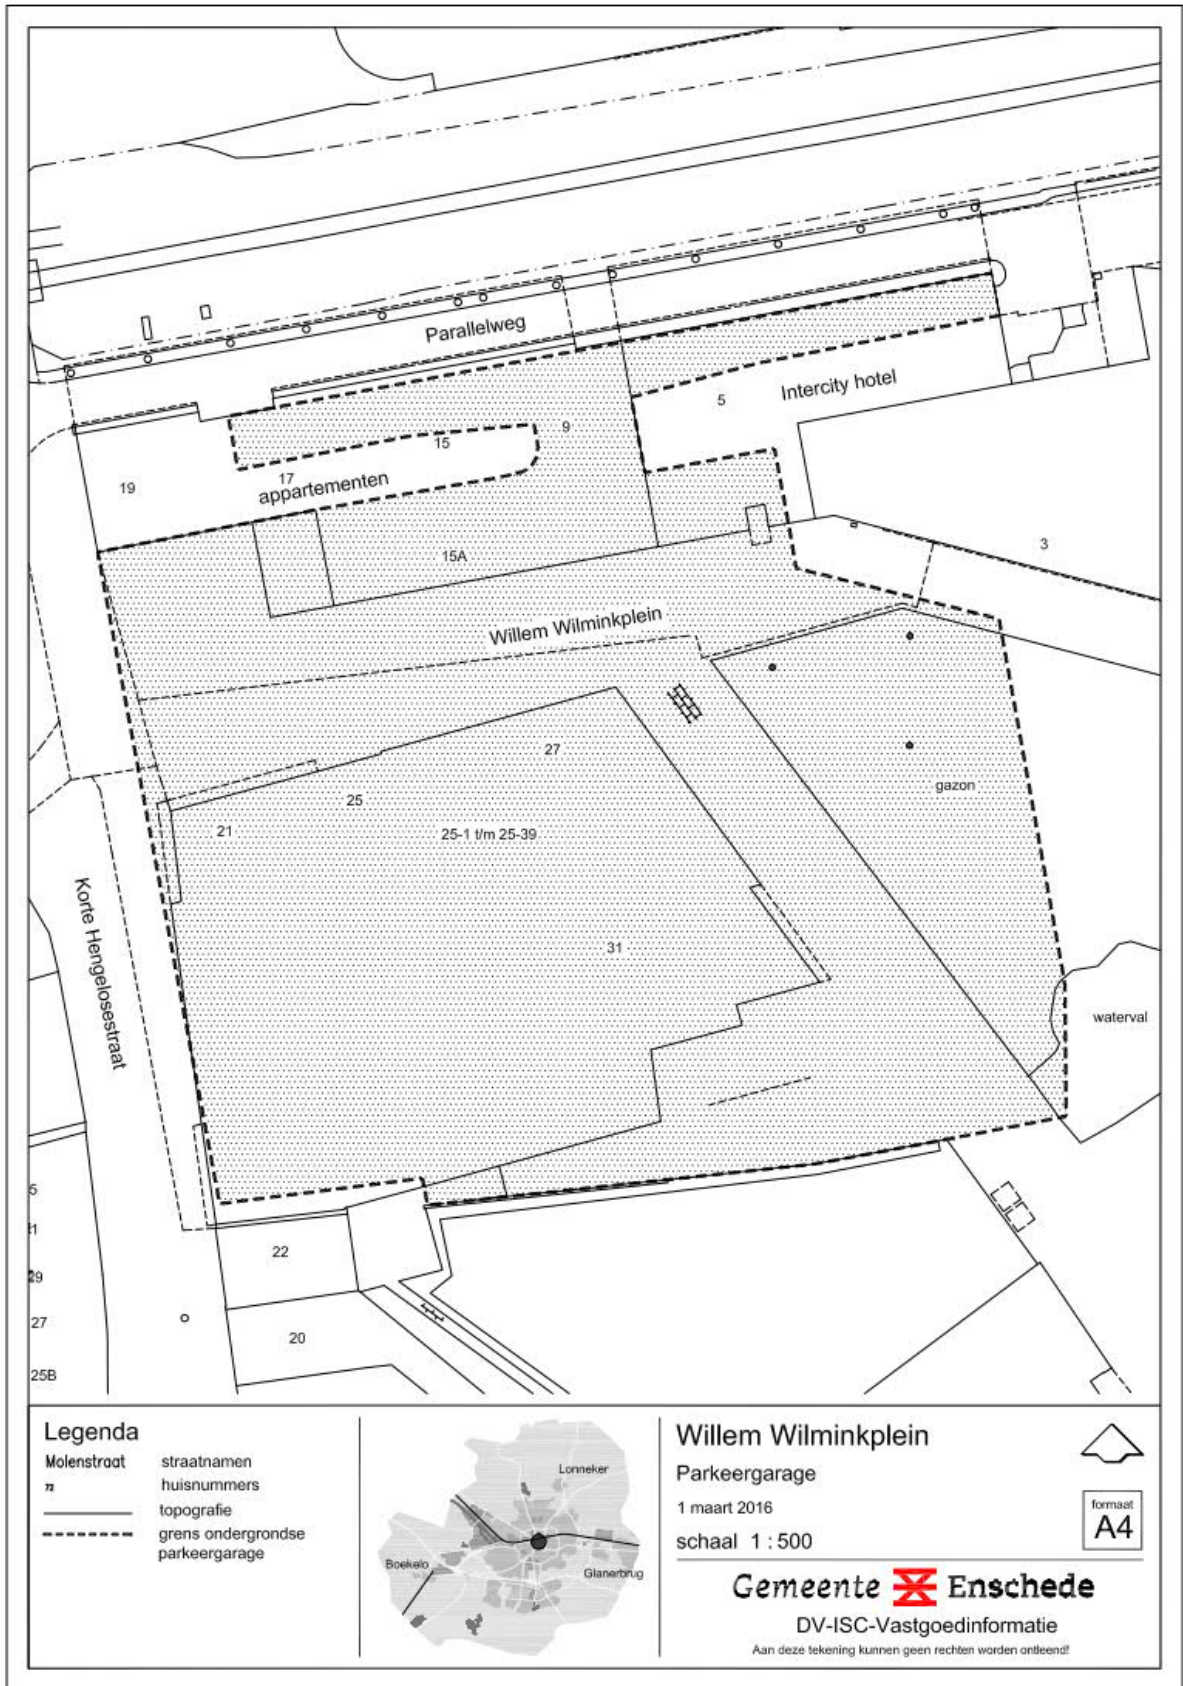 Parallelweg
Intercity hotel
5
9
15
17
appartementen
19
3
15A
Willem Wilminkplein
27
gazon
25
21
25-1 t/m 25-39
Korte Hengelosestraat
31
waterval
5
22
29
27
20
25B
Legenda
Molenstraat straatnamen
72 huisnummers
topografie
grens ondergrondse
parkeergarage
Lonneker
Boekelo
Glanerbrug
Willem Wilminkplein
Parkeergarage
1 maart 2016
schaal 1 : 500
formaat
A4
Gemeente Enschede
DV-ISC-Vastgoedinformatie
Aan deze tekening kunnen geen rechten worden ontleend!